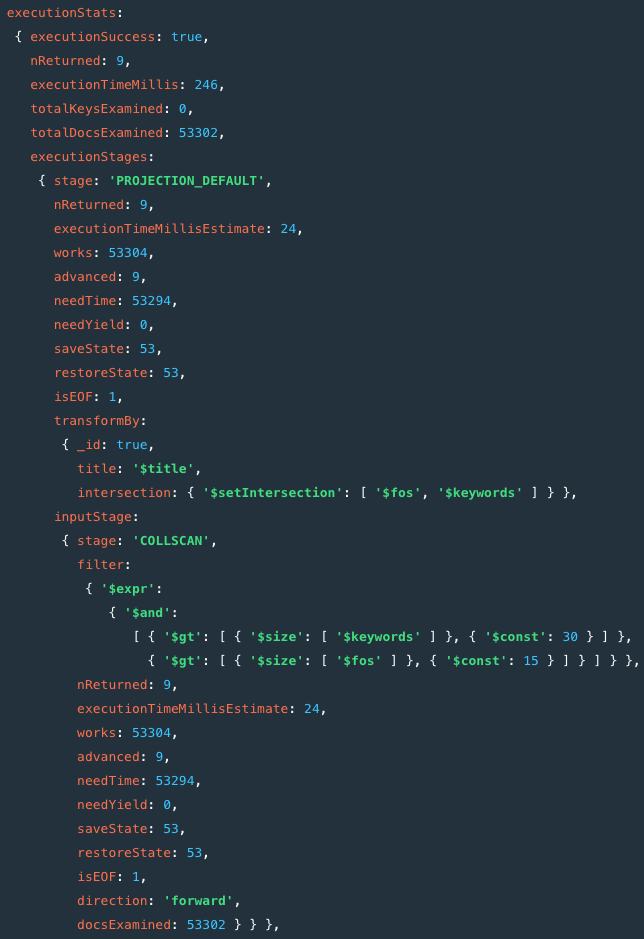 executionStats:
 { executionSuccess: true,
   nReturned: 9,
   executionTimeMillis: 246,
   totalKeysExamined: 0,
   totalDocsExamined: 53302,
   executionStages:
    { stage: 'PROJECTION_DEFAULT',
      nReturned: 9,
      executionTimeMillisEstimate: 24,
      works: 53304,
      advanced: 9,
      needTime: 53294,
      needYield: 0,
      saveState: 53,
      restoreState: 53,
      isEOF: 1,
      transformBy:
       { _id: true,
         title: '$title',
         intersection: { '$setIntersection': [ '$fos', '$keywords' ] } },
      inputStage:
       { stage: 'COLLSCAN',
         filter:
          { '$expr':
             { '$and':
                [ { '$gt': [ { '$size': [ '$keywords' ] }, { '$const': 30 } ] },
                  { '$gt': [ { '$size': [ '$fos' ] }, { '$const': 15 } ] } ] } },
         nReturned: 9,
         executionTimeMillisEstimate: 24,
         works: 53304,
         advanced: 9,
         needTime: 53294,
         needYield: 0,
         saveState: 53,
         restoreState: 53,
         isEOF: 1,
         direction: 'forward',
         docsExamined: 53302 } } },